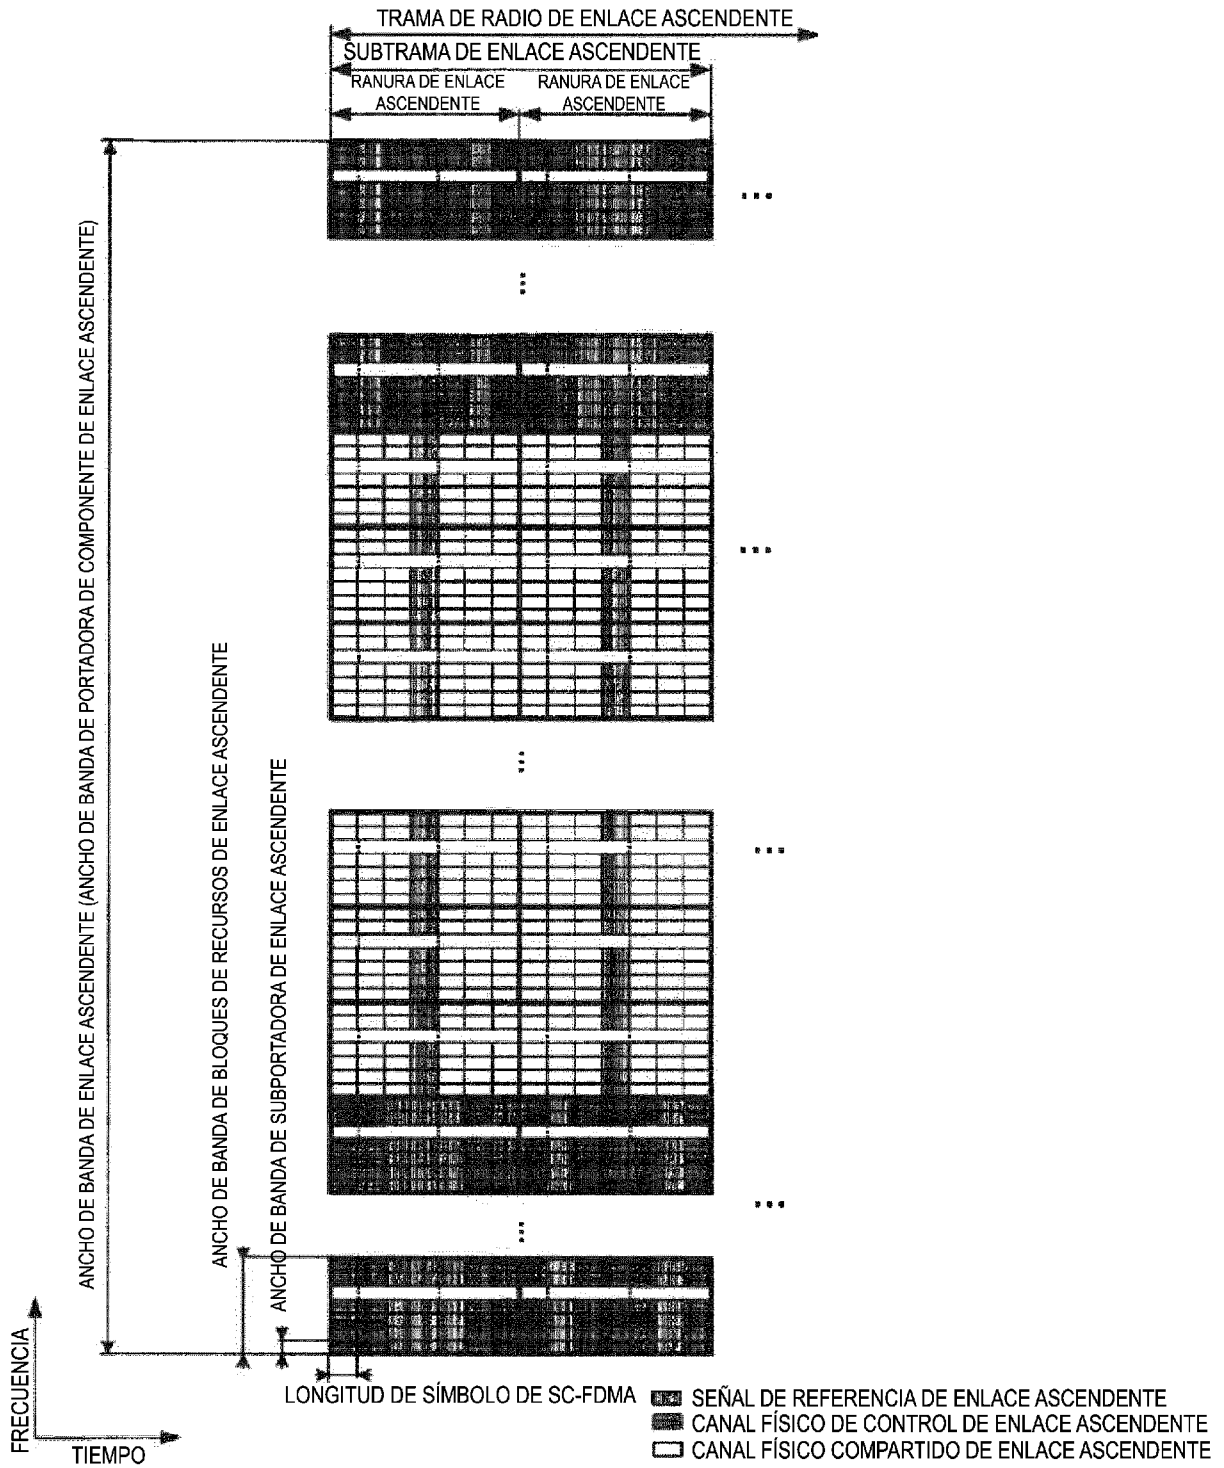 TRAMA DE RADIO DE ENLACE ASCENDENTE
SUBTRAMA DE ENLACE ASCENDENTE
RANURA DE ENLACE
ASCENDENTE
RANURA DE ENLACE
ASCENDENTE
ANCHO DE BANDA DE ENLACE ASCENDENTE (ANCHO DE BANDA DE PORTADORA DE COMPONENTE DE ENLACE ASCENDENTE)
ANCHO DE BANDA DE BLOQUES DE RECURSOS DE ENLACE ASCENDENTE
ANCHO DE BANDA DE SUBPORTADORA DE ENLACE ASCENDENTE
FRECUENCIA
TIEMPO
LONGITUD DE SÍMBOLO DE SC-FDMA
SEÑAL DE REFERENCIA DE ENLACE ASCENDENTE
CANAL FÍSICO DE CONTROL DE ENLACE ASCENDENTE
CANAL FÍSICO COMPARTIDO DE ENLACE ASCENDENTE